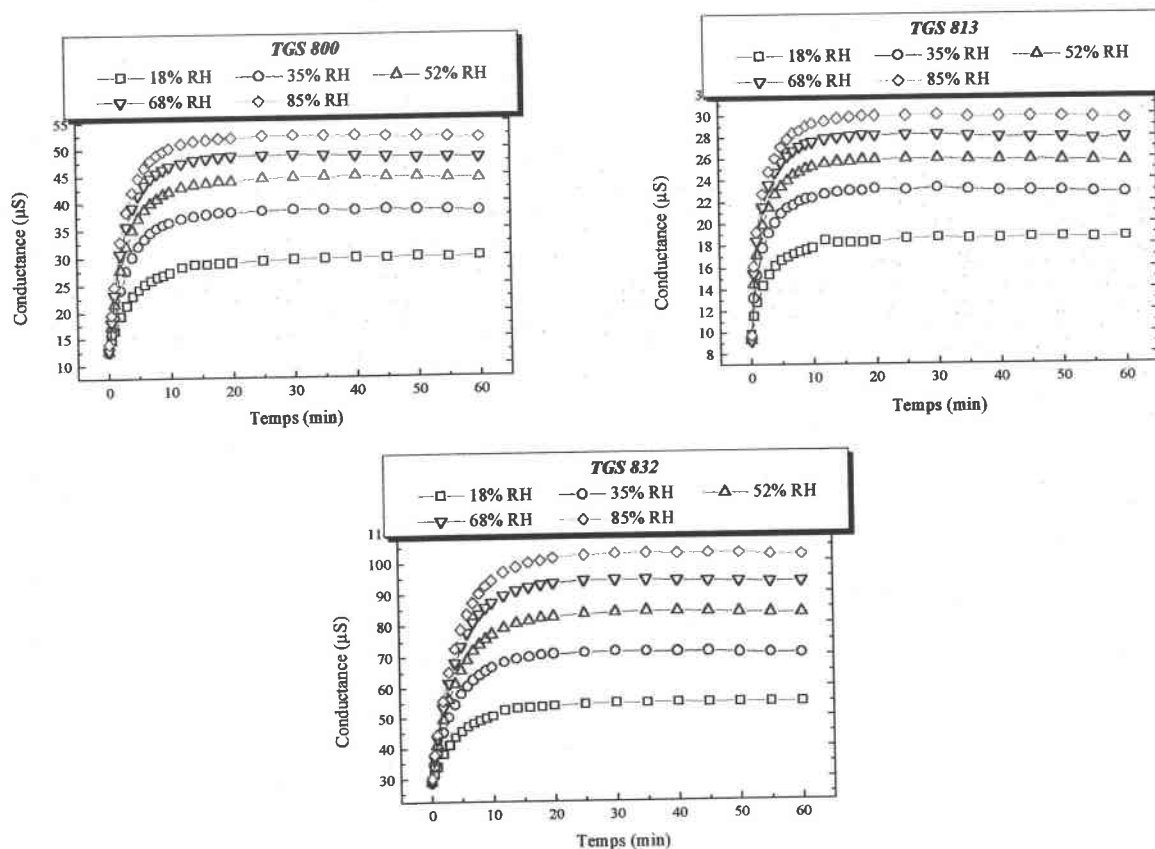 TGS 800
18% RH 35% RH 52% RH
68% RH 85% RH
55
50
45
40
35
30
25
20
15
10
Conductance (µS)
0 10 20 30 40 50 60
Temps (min)
TGS 813
18% RH 35% RH 52% RH
68% RH 85% RH
30
28
26
24
22
20
18
16
14
12
10
8
Conductance (µS)
0 10 20 30 40 50 60
Temps (min)
TGS 832
18% RH 35% RH 52% RH
68% RH 85% RH
11
100
90
80
70
60
50
40
30
Conductance (µS)
0 10 20 30 40 50 60
Temps (min)